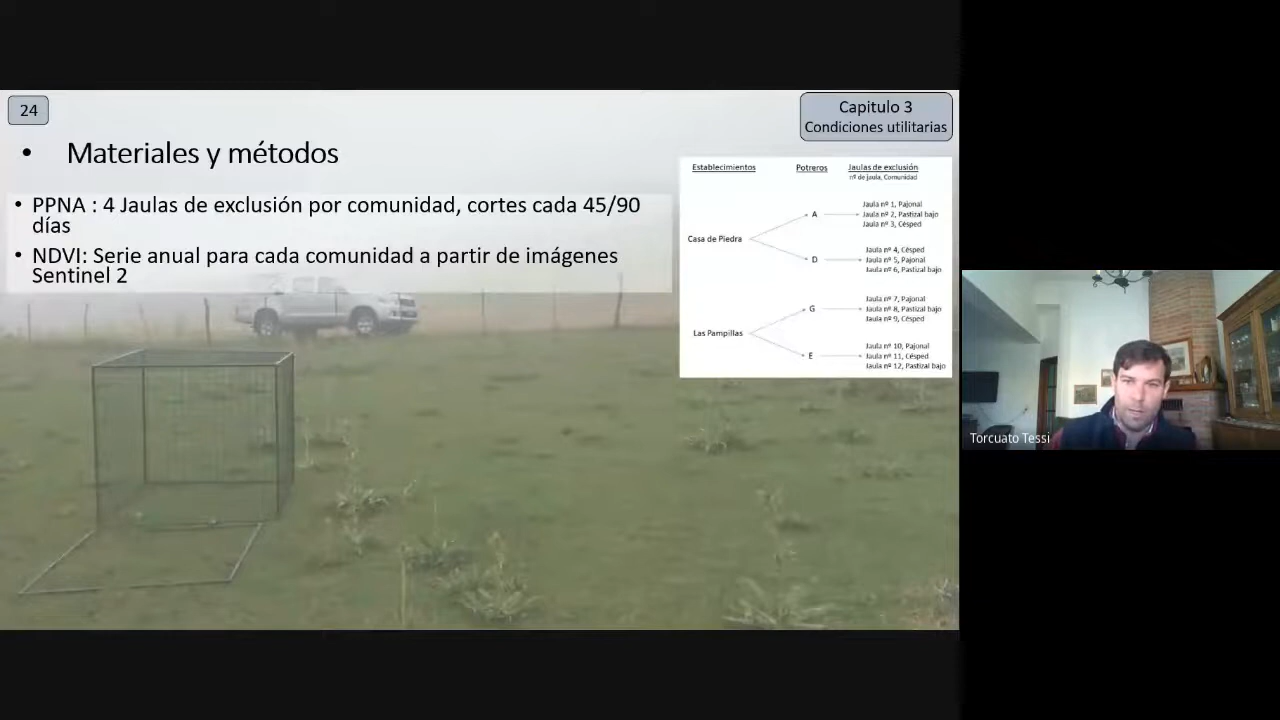 24
Capitulo 3
Condiciones utilitarias
• Materiales y métodos
• PPNA : 4 Jaulas de exclusión por comunidad, cortes cada 45/90
días
• NDVI: Serie anual para cada comunidad a partir de imágenes
Sentinel 2
Establecimientos Potreros Jaulas de exclusión
nº de jaula, Comunidad
Casa de Piedra
A
Jaula nº 1, Pajonal
Jaula nº 2, Pastizal bajo
Jaula nº 3, Césped
D
Jaula nº 4, Césped
Jaula nº 5, Pajonal
Jaula nº 6, Pastizal bajo
Las Pampillas
G
Jaula nº 7, Pajonal
Jaula nº 8, Pastizal bajo
Jaula nº 9, Césped
E
Jaula nº 10, Pajonal
Jaula nº 11, Césped
Jaula nº 12, Pastizal bajo
Torcuato Tessi